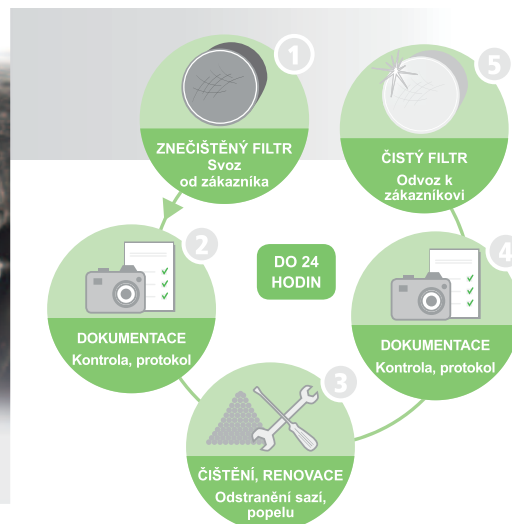 1
ZNEČIŠTĚNÝ FILTR
Svoz
od zákazníka
2
DOKUMENTACE
Kontrola, protokol
3
ČIŠTĚNÍ, RENOVACE
Odstranění sazí,
popelu
4
DOKUMENTACE
Kontrola, protokol
5
ČISTÝ FILTR
Odvoz k
zákazníkovi
DO 24
HODIN